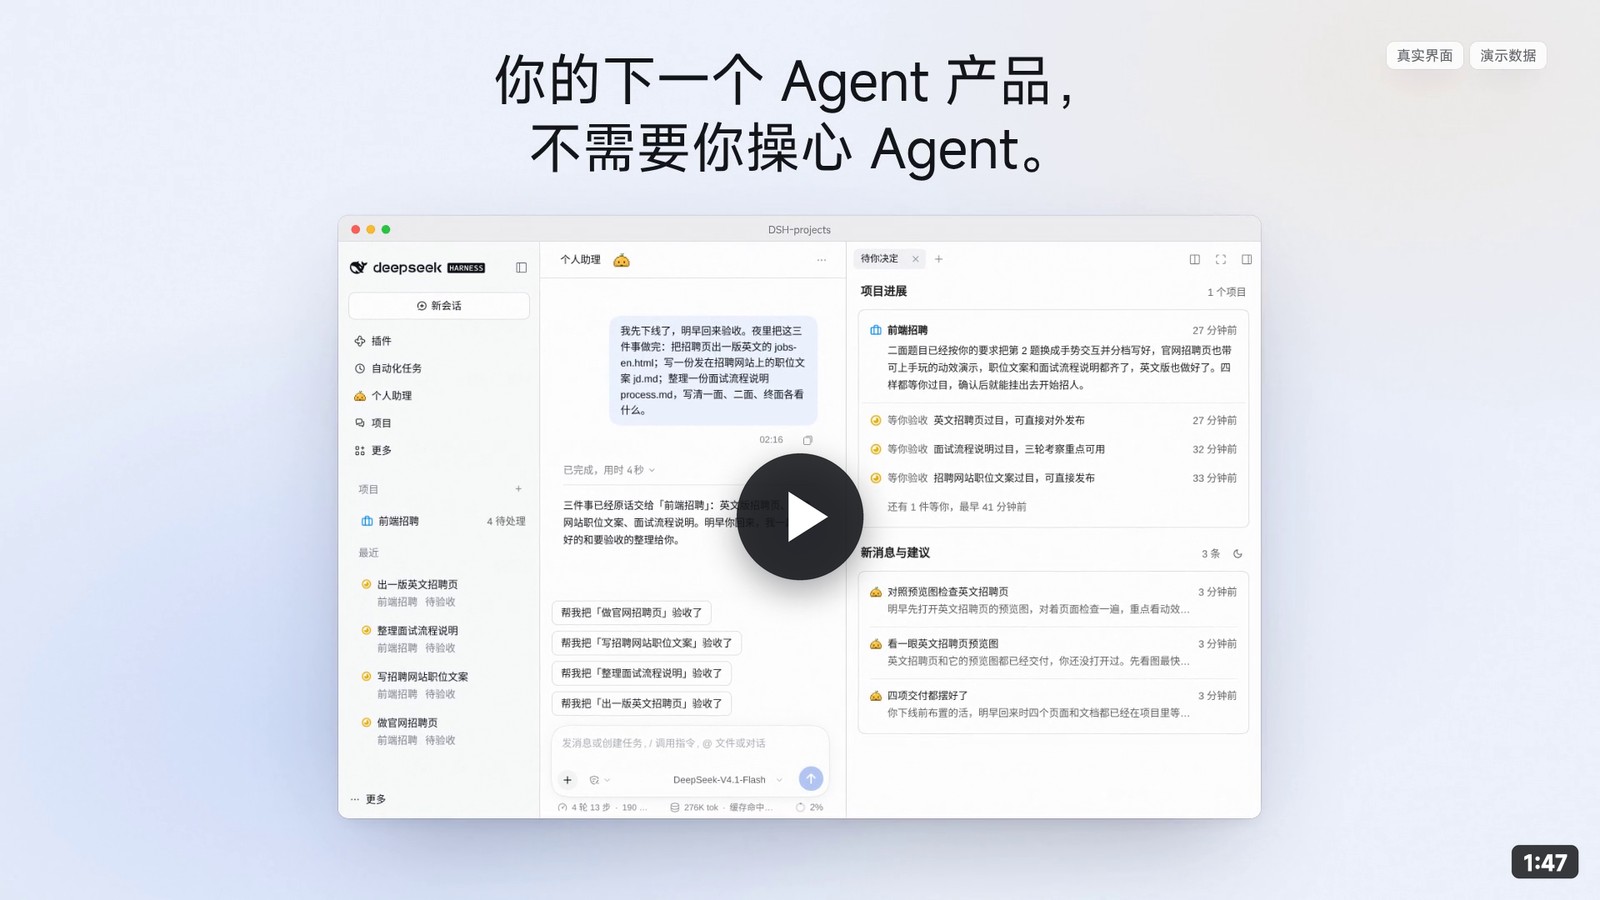 你的下一个 Agent 产品，
不需要你操心 Agent。
真实界面
演示数据
DSH-projects
deepseek HARNESS
新会话
插件
自动化任务
个人助理
项目
更多
项目
前端招聘 4 待处理
最近
出一版英文招聘页
前端招聘 待验收
整理面试流程说明
前端招聘 待验收
写招聘网站职位文案
前端招聘 待验收
做官网招聘页
前端招聘 待验收
更多
个人助理
我先下线了，明早回来验收。夜里把这三
件事做完：把招聘页出一版英文的 jobs-
en.html；写一份发在招聘网站上的职位文
案 jd.md；整理一份面试流程说明
process.md，写清一面、二面、终面各看
什么。
02:16
已完成，用时 4 秒
三件事已经原话交给「前端招聘」：英文
网站职位文案、面试流程说明。明早你
好的和要验收的整理给你。
帮我把「做官网招聘页」验收了
帮我把「写招聘网站职位文案」验收了
帮我把「整理面试流程说明」验收了
帮我把「出一版英文招聘页」验收了
发消息或创建任务，/ 调用指令，@ 文件或对话
DeepSeek-V4.1-Flash
4 轮 13 步 · 190 ...
276K tok · 缓存命中...
2%
待你决定
项目进展 1 个项目
前端招聘 27 分钟前
二面题目已经按你的要求把第 2 题换成手势交互并分档写好，官网招聘页也带
可上手玩的动效演示，职位文案和面试流程说明都齐了，英文版也做好了。四
样都等你过目，确认后就能挂出去开始招人。
等你验收 英文招聘页过目，可直接对外发布 27 分钟前
等你验收 面试流程说明过目，三轮考察重点可用 32 分钟前
等你验收 招聘网站职位文案过目，可直接发布 33 分钟前
还有 1 件等你，最早 41 分钟前
新消息与建议 3 条
对照预览图检查英文招聘页 3 分钟前
明早先打开英文招聘页的预览图，对着页面检查一遍，重点看动效...
看一眼英文招聘页预览图 3 分钟前
英文招聘页和它的预览图都已经交付，你还没打开过。先看图最快...
四项交付都摆好了 3 分钟前
你下线前布置的活，明早回来时四个页面和文档都已经在项目里等...
1:47